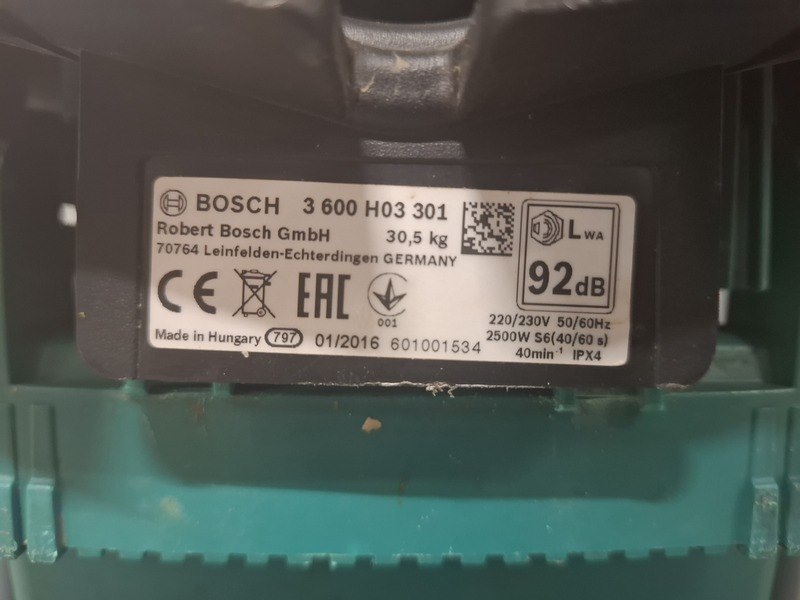 BOSCH 3 600 H03 301
Robert Bosch GmbH 30,5 kg
70764 Leinfelden-Echterdingen GERMANY
LWA
92dB
CE EAC
001
220/230V 50/60Hz
2500W S6(40/60 s)
40min⁻¹ IPX4
Made in Hungary 797 01/2016 601001534